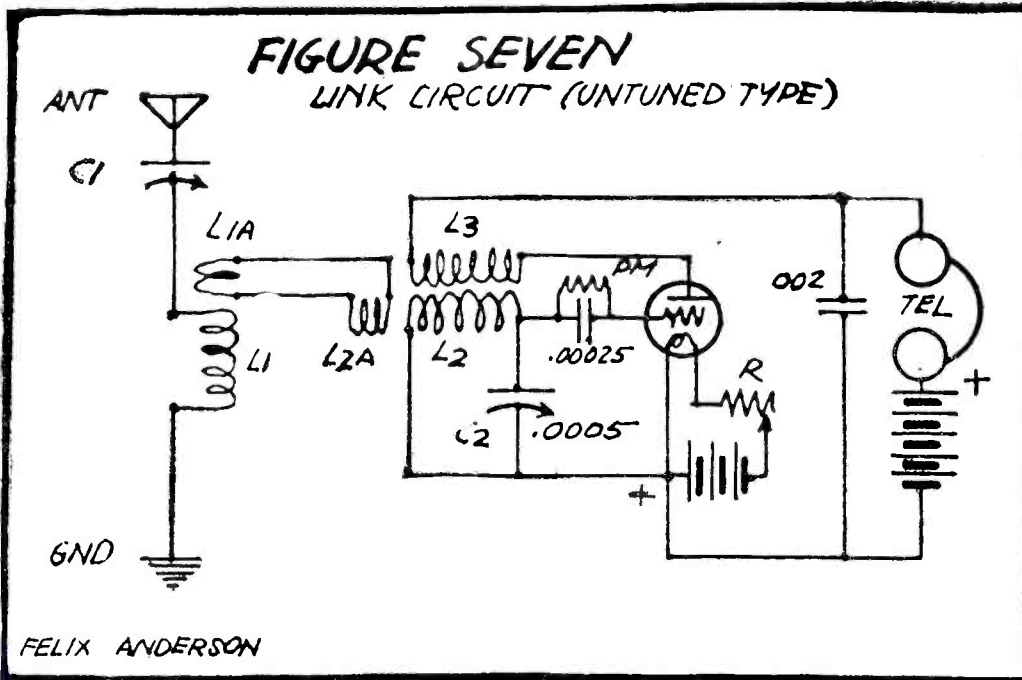 FIGURE SEVEN
LINK CIRCUIT (UNTUNED TYPE)
ANT
C1
L1A
L3
002
TEL
L1
L2A
L2
.00025
R
+
C2 .0005
+
GND
FELIX ANDERSON